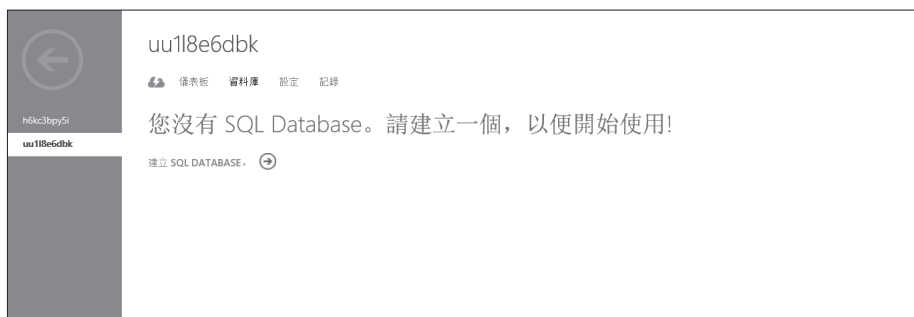 uu1l8e6dbk
儀表板 資料庫 設定 記錄
h6kc3bpy5i
uu1l8e6dbk
您沒有 SQL Database。請建立一個，以便開始使用!
建立 SQL DATABASE。